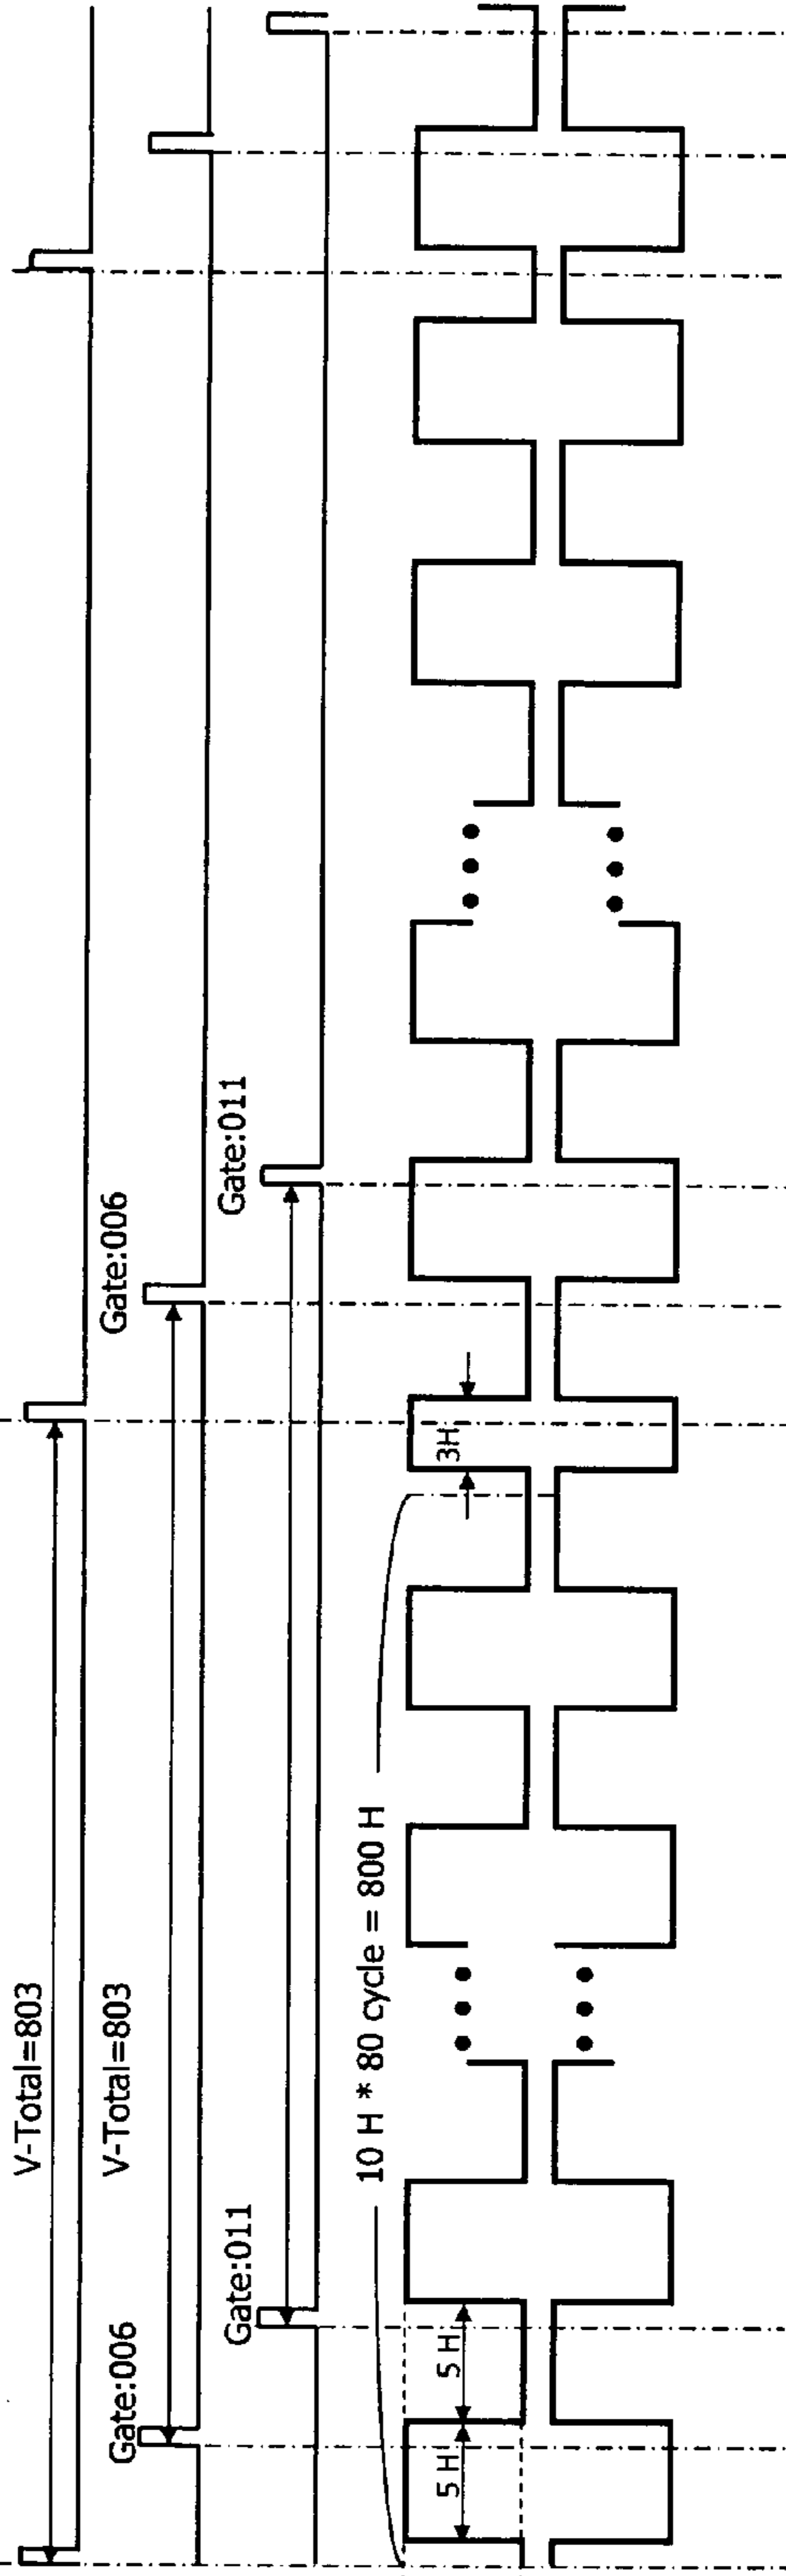 V-Total=803
Gate:006
V-Total=803
Gate:006
Gate:011
Gate:011
10 H * 80 cycle = 800 H
5 H
5 H
3H